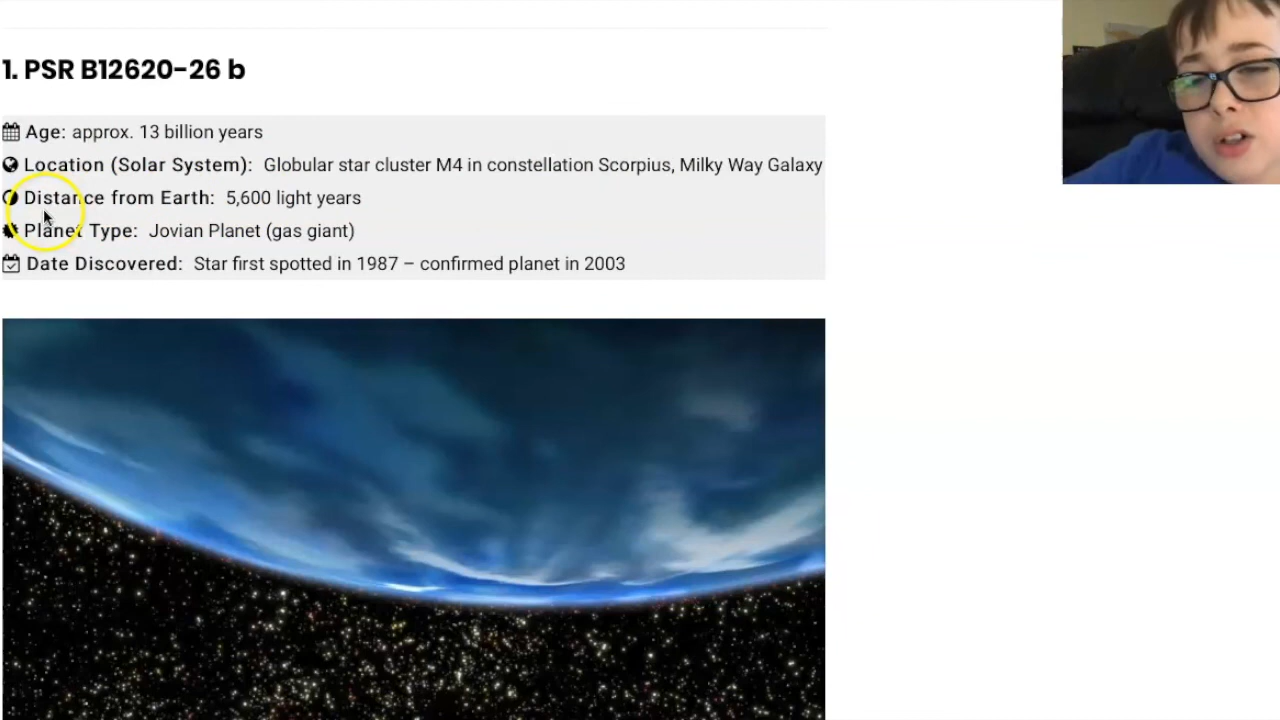 1. PSR B12620-26 b
Age: approx. 13 billion years
Location (Solar System): Globular star cluster M4 in constellation Scorpius, Milky Way Galaxy
Distance from Earth: 5,600 light years
Planet Type: Jovian Planet (gas giant)
Date Discovered: Star first spotted in 1987 – confirmed planet in 2003